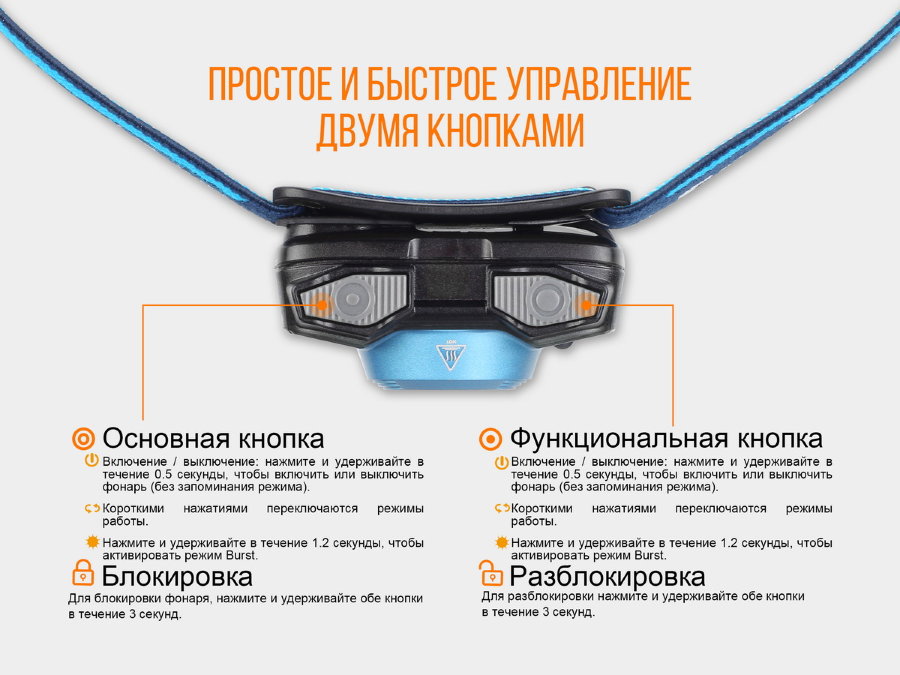 ПРОСТОЕ И БЫСТРОЕ УПРАВЛЕНИЕ
ДВУМЯ КНОПКАМИ
HOT
Основная кнопка
Включение / выключение: нажмите и удерживайте в
течение 0.5 секунды, чтобы включить или выключить
фонарь (без запоминания режима).
Короткими нажатиями переключаются режимы
работы.
Нажмите и удерживайте в течение 1.2 секунды, чтобы
активировать режим Burst.
Блокировка
Для блокировки фонаря, нажмите и удерживайте обе кнопки
в течение 3 секунд.
Функциональная кнопка
Включение / выключение: нажмите и удерживайте в
течение 0.5 секунды, чтобы включить или выключить
фонарь (без запоминания режима).
Короткими нажатиями переключаются режимы
работы.
Нажмите и удерживайте в течение 1.2 секунды, чтобы
активировать режим Burst.
Разблокировка
Для разблокировки нажмите и удерживайте обе кнопки
в течение 3 секунд.